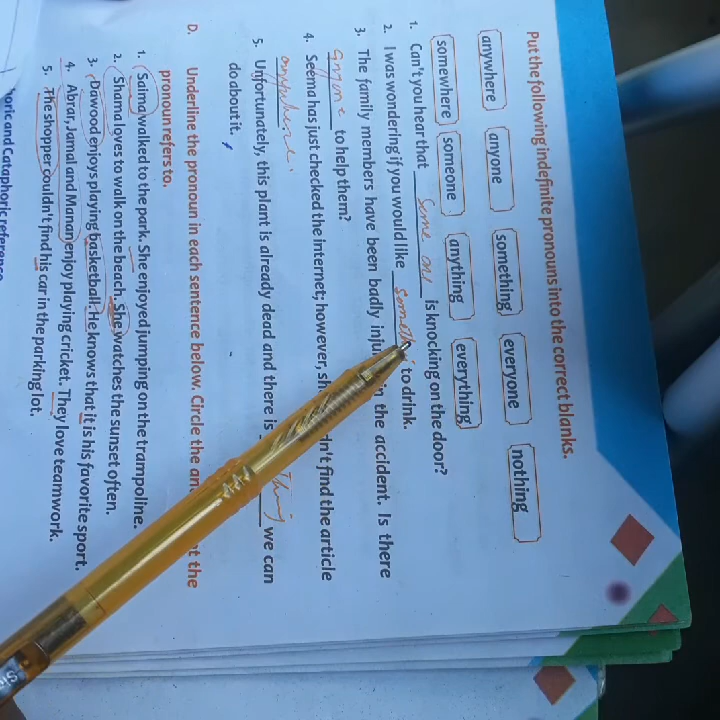 Put the following indefinite pronouns into the correct blanks.
anywhere anyone something everyone nothing
somewhere someone anything everything
1. Can't you hear that Some one is knocking on the door?
2. I was wondering if you would like to drink.
3. The family members have been badly in the accident. Is there
anyone to help them?
4. Seema has just checked the internet; however, find the article
anywhere.
5. Unfortunately, this plant is already dead and there is we can
do about it.
D. Underline the pronoun in each sentence below. Circle the the
pronoun refers to.
1. Salma walked to the park. She enjoyed jumping on the trampoline.
2. Shama loves to walk on the beach. She watches the sunset often.
3. Dawood enjoys playing basketball. He knows that it is his favorite sport.
4. Abrar, Jamal and Manan enjoy playing cricket. They love teamwork.
5. The shopper couldn't find his car in the parking lot.
and Cataphoric reference